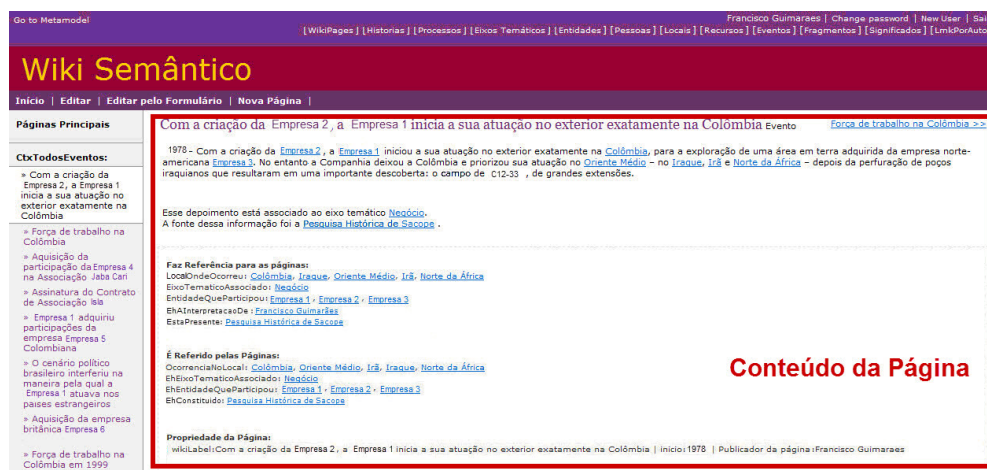 Go to Metamodel
Francisco Guimaraes | Change password | New User | Sai
[WikiPages] [Historias] [Processos] [Eixos Temáticos] [Entidades] [Pessoas] [Locais] [Recursos] [Eventos] [Fragmentos] [Significados] [LmkPorAuto
Wiki Semântico
Início | Editar | Editar pelo Formulário | Nova Página |
Páginas Principais
CtxTodosEventos:
» Com a criação da
Empresa 2, a Empresa 1
inicia a sua atuação no
exterior exatamente na
Colômbia
» Força de trabalho na
Colômbia
» Aquisição da
participação da Empresa 4
na Associação Jaba Cari
» Assinatura do Contrato
de Associação Isla
» Empresa 1 adquiriu
participações da
empresa Empresa 5
Colombiana
» O cenário político
brasileiro interferiu na
maneira pela qual a
Empresa 1 atuava nos
países estrangeiros
» Aquisição da empresa
britânica Empresa 6
» Força de trabalho na
Colômbia em 1999
Com a criação da Empresa 2, a Empresa 1 inicia a sua atuação no exterior exatamente na Colômbia Evento
Força de trabalho na Colômbia >>
1978 - Com a criação da Empresa 2 , a Empresa 1 iniciou a sua atuação no exterior exatamente na Colômbia, para a exploração de uma área em terra adquirida da empresa norte-
americana Empresa 3. No entanto a Companhia deixou a Colômbia e priorizou sua atuação no Oriente Médio – no Iraque, Irã e Norte da África – depois da perfuração de poços
iraquianos que resultaram em uma importante descoberta: o campo de C12-33 , de grandes extensões.
Esse depoimento está associado ao eixo temático Negócio.
A fonte dessa informação foi a Pesquisa Histórica de Sacope .
Faz Referência para as páginas:
LocalOndeOcorreu: Colômbia, Iraque, Oriente Médio, Irã, Norte da África
EixoTematicoAssociado: Negócio
EntidadeQueParticipou: Empresa 1 , Empresa 2 , Empresa 3
EhAInterpretacaoDe : Francisco Guimarães
EstaPresente: Pesquisa Histórica de Sacope
É Referido pelas Páginas:
OcorrenciaNoLocal: Colômbia, Oriente Médio, Irã, Iraque, Norte da África
EhEixoTematicoAssociado: Negócio
EhEntidadeQueParticipou: Empresa 1 , Empresa 2 , Empresa 3
EhConstituido: Pesquisa Histórica de Sacope
Conteúdo da Página
Propriedade da Página:
wikiLabel:Com a criação da Empresa 2, a Empresa 1 inicia a sua atuação no exterior exatamente na Colômbia | inicio:1978 | Publicador da página:Francisco Guimaraes